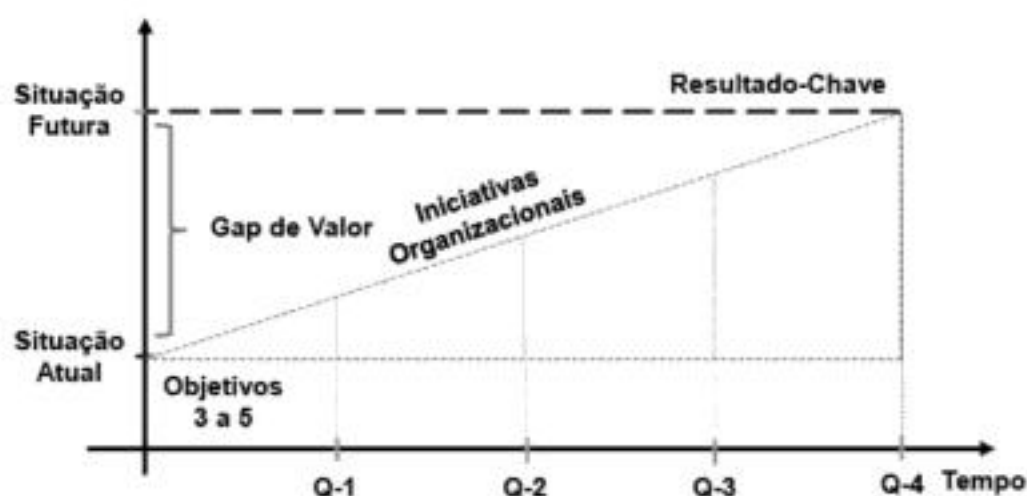 Situação
Futura
Resultado-Chave
Iniciativas
Organizacionais
Gap de Valor
Situação
Atual
Objetivos
3 a 5
Q-1
Q-2
Q-3
Q-4
Tempo